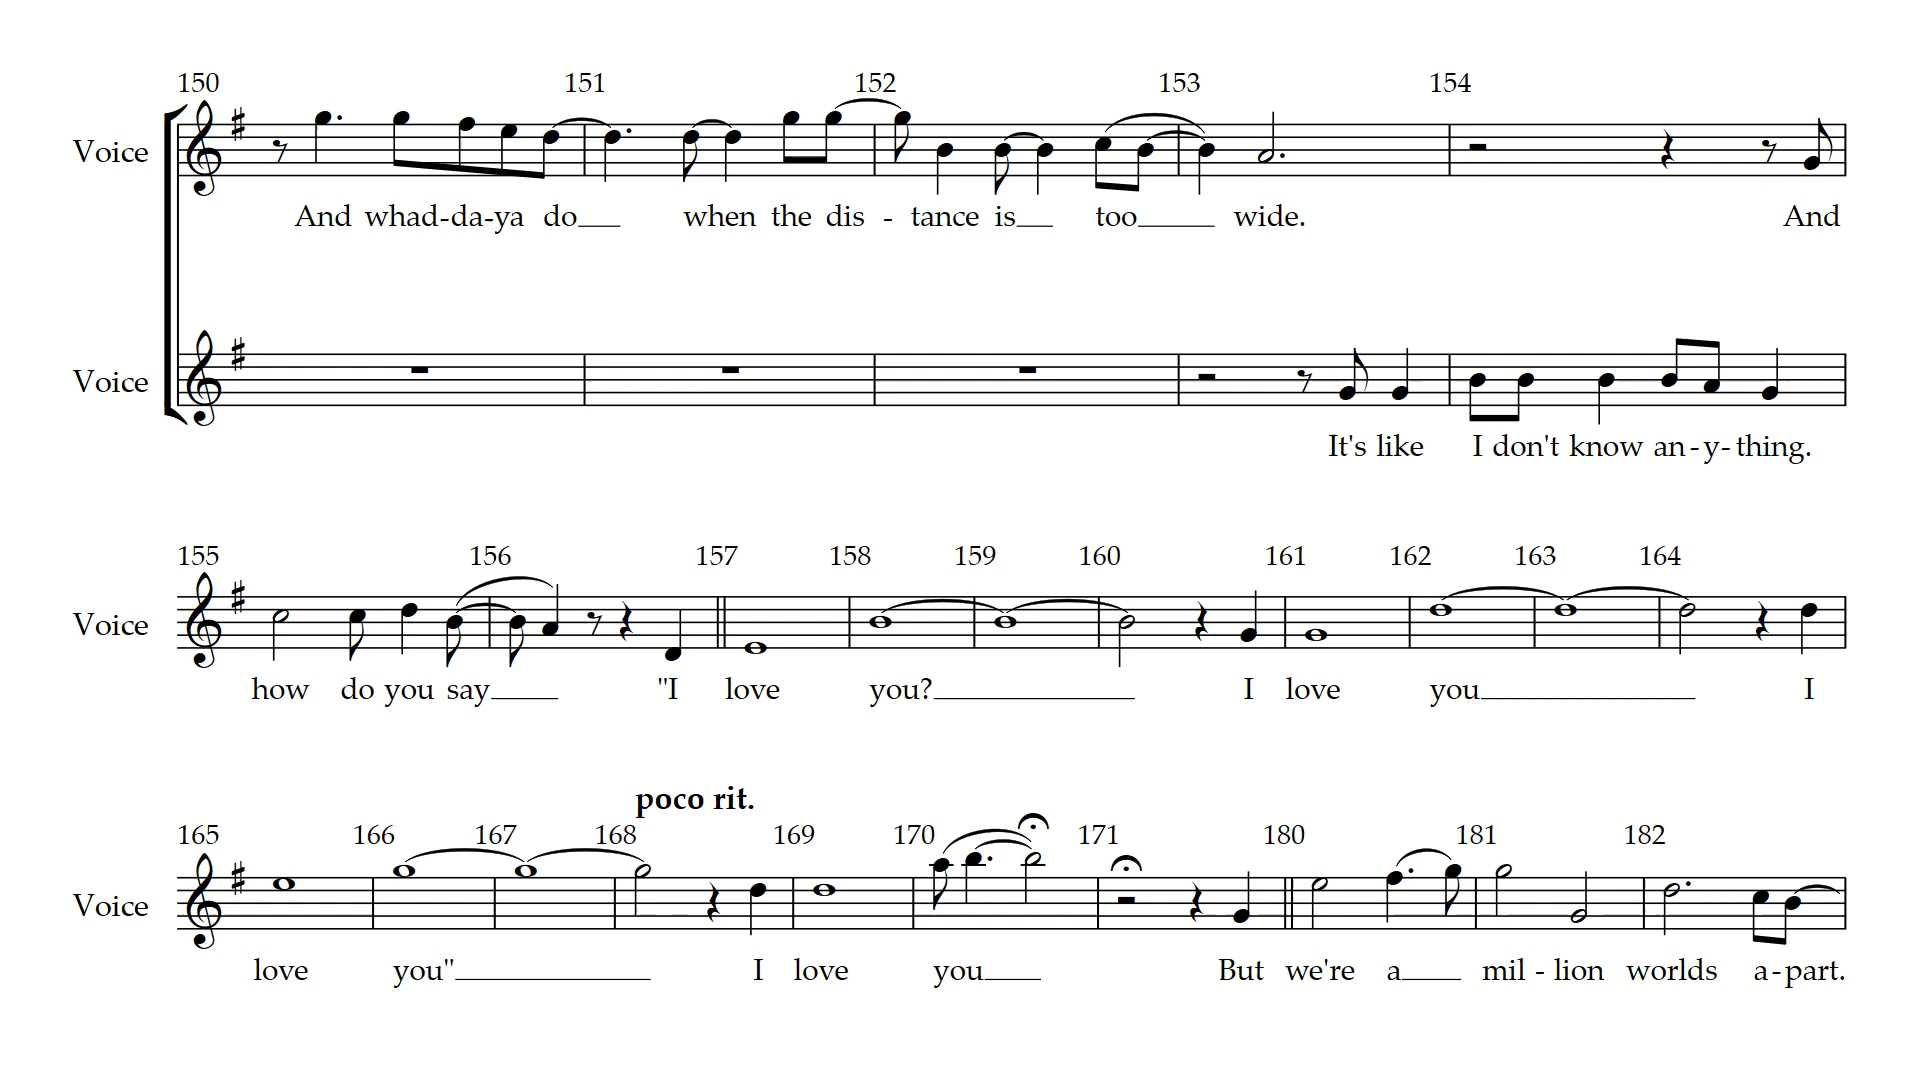 150 151 152 153 154
Voice
And whad-da-ya do when the dis - tance is too wide. And
Voice
It's like I don't know an-y-thing.
155 156 157 158 159 160 161 162 163 164
Voice
how do you say "I love you? I love you I
poco rit.
165 166 167 168 169 170 171 180 181 182
Voice
love you" I love you But we're a mil - lion worlds a-part.